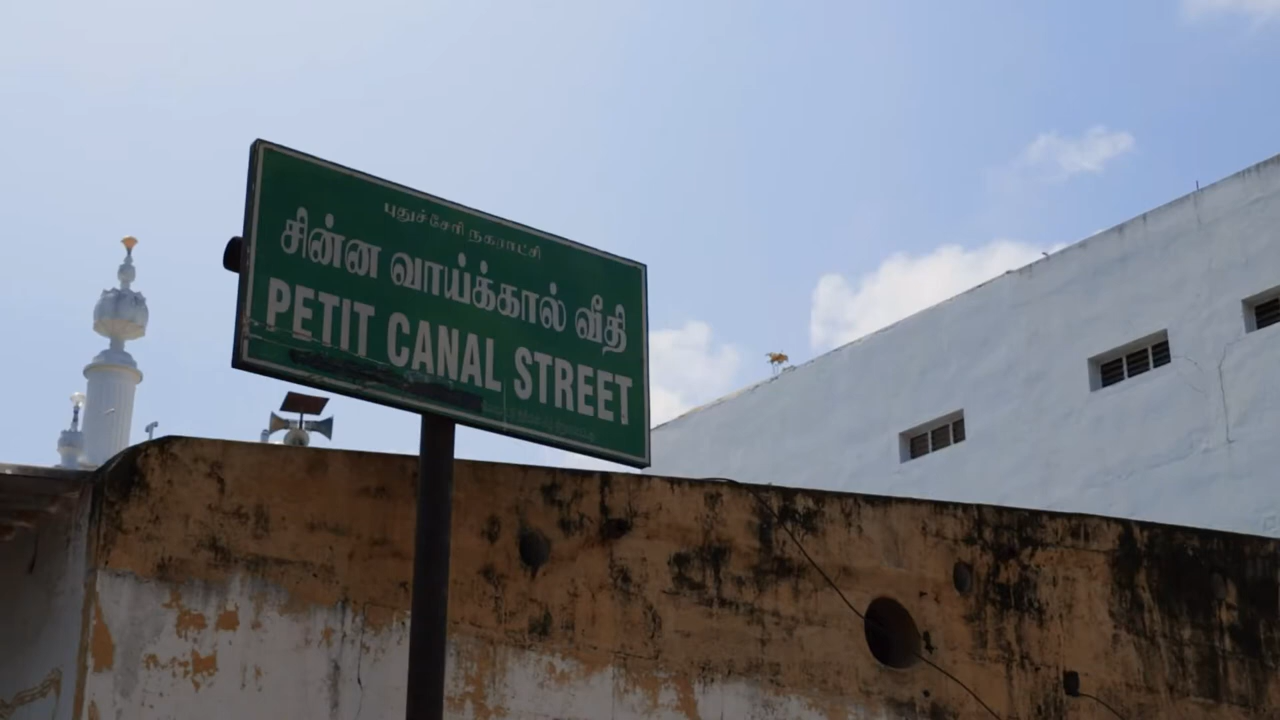 புதுச்சேரி நகராட்சி
சின்ன வாய்க்கால் வீதி
PETIT CANAL STREET